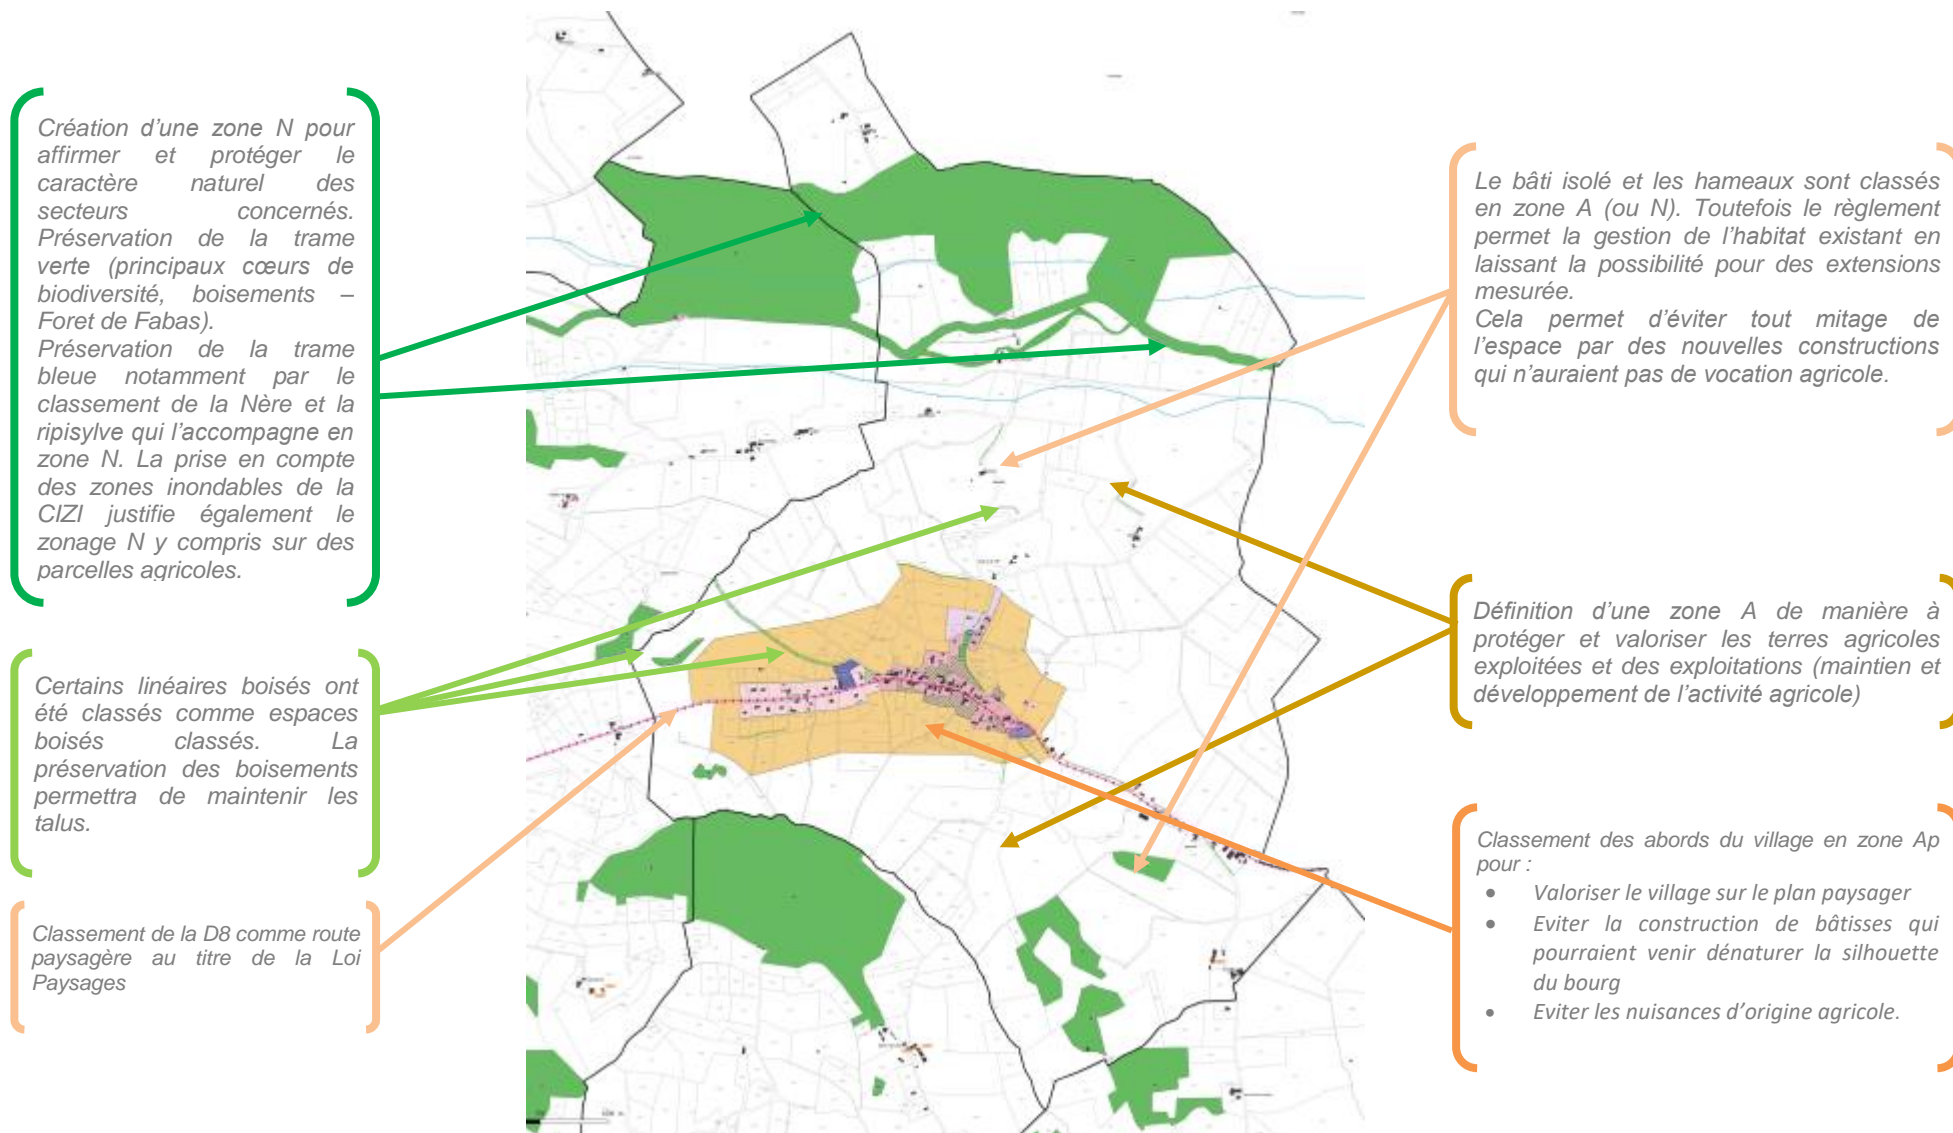 Création d’une zone N pour
affirmer et protéger le
caractère naturel des
secteurs concernés.
Préservation de la trame
verte (principaux cœurs de
biodiversité, boisements –
Foret de Fabas).
Préservation de la trame
bleue notamment par le
classement de la Nère et la
ripisylve qui l’accompagne en
zone N. La prise en compte
des zones inondables de la
CIZI justifie également le
zonage N y compris sur des
parcelles agricoles.
Certains linéaires boisés ont
été classés comme espaces
boisés classés. La
préservation des boisements
permettra de maintenir les
talus.
Classement de la D8 comme route
paysagère au titre de la Loi
Paysages
Le bâti isolé et les hameaux sont classés
en zone A (ou N). Toutefois le règlement
permet la gestion de l’habitat existant en
laissant la possibilité pour des extensions
mesurée.
Cela permet d’éviter tout mitage de
l’espace par des nouvelles constructions
qui n’auraient pas de vocation agricole.
Définition d’une zone A de manière à
protéger et valoriser les terres agricoles
exploitées et des exploitations (maintien et
développement de l’activité agricole)
Classement des abords du village en zone Ap
pour :
• Valoriser le village sur le plan paysager
• Eviter la construction de bâtisses qui
pourraient venir dénaturer la silhouette
du bourg
• Eviter les nuisances d’origine agricole.